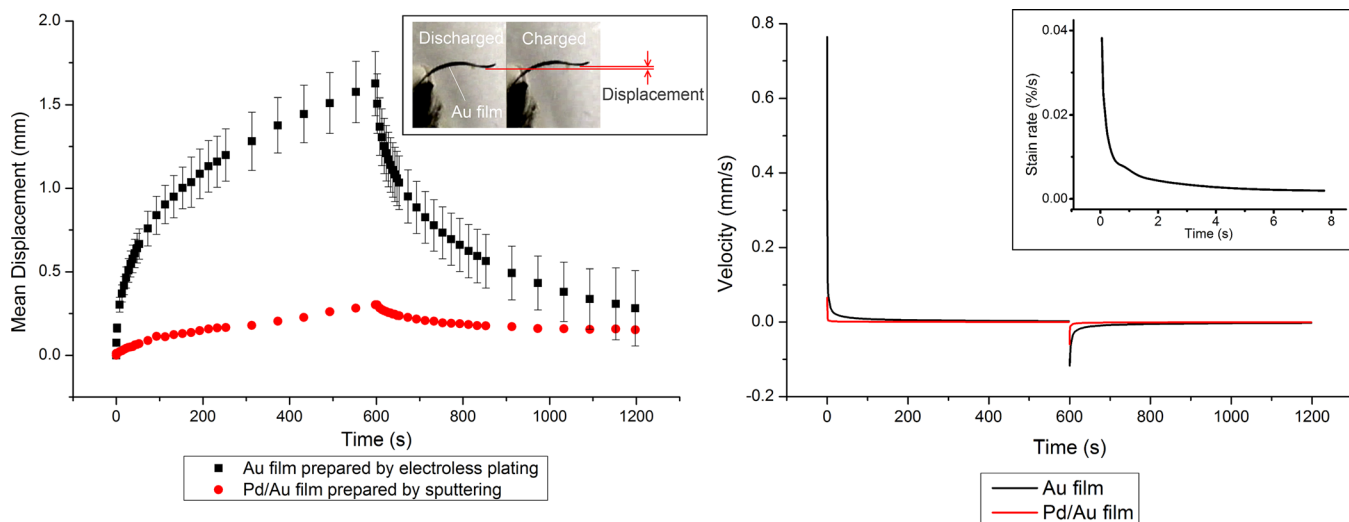 2.0
1.5
1.0
0.5
0.0
Mean Displacement (mm)
0
200
400
600
800
1000
1200
Time (s)
Discharged
Charged
Au film
Displacement
Au film prepared by electroless plating
Pd/Au film prepared by sputtering
0.8
0.6
0.4
0.2
0.0
-0.2
Velocity (mm/s)
0
200
400
600
800
1000
1200
Time (s)
0.04
0.02
0.00
Stain rate (%/s)
0
2
4
6
8
Time (s)
Au film
Pd/Au film